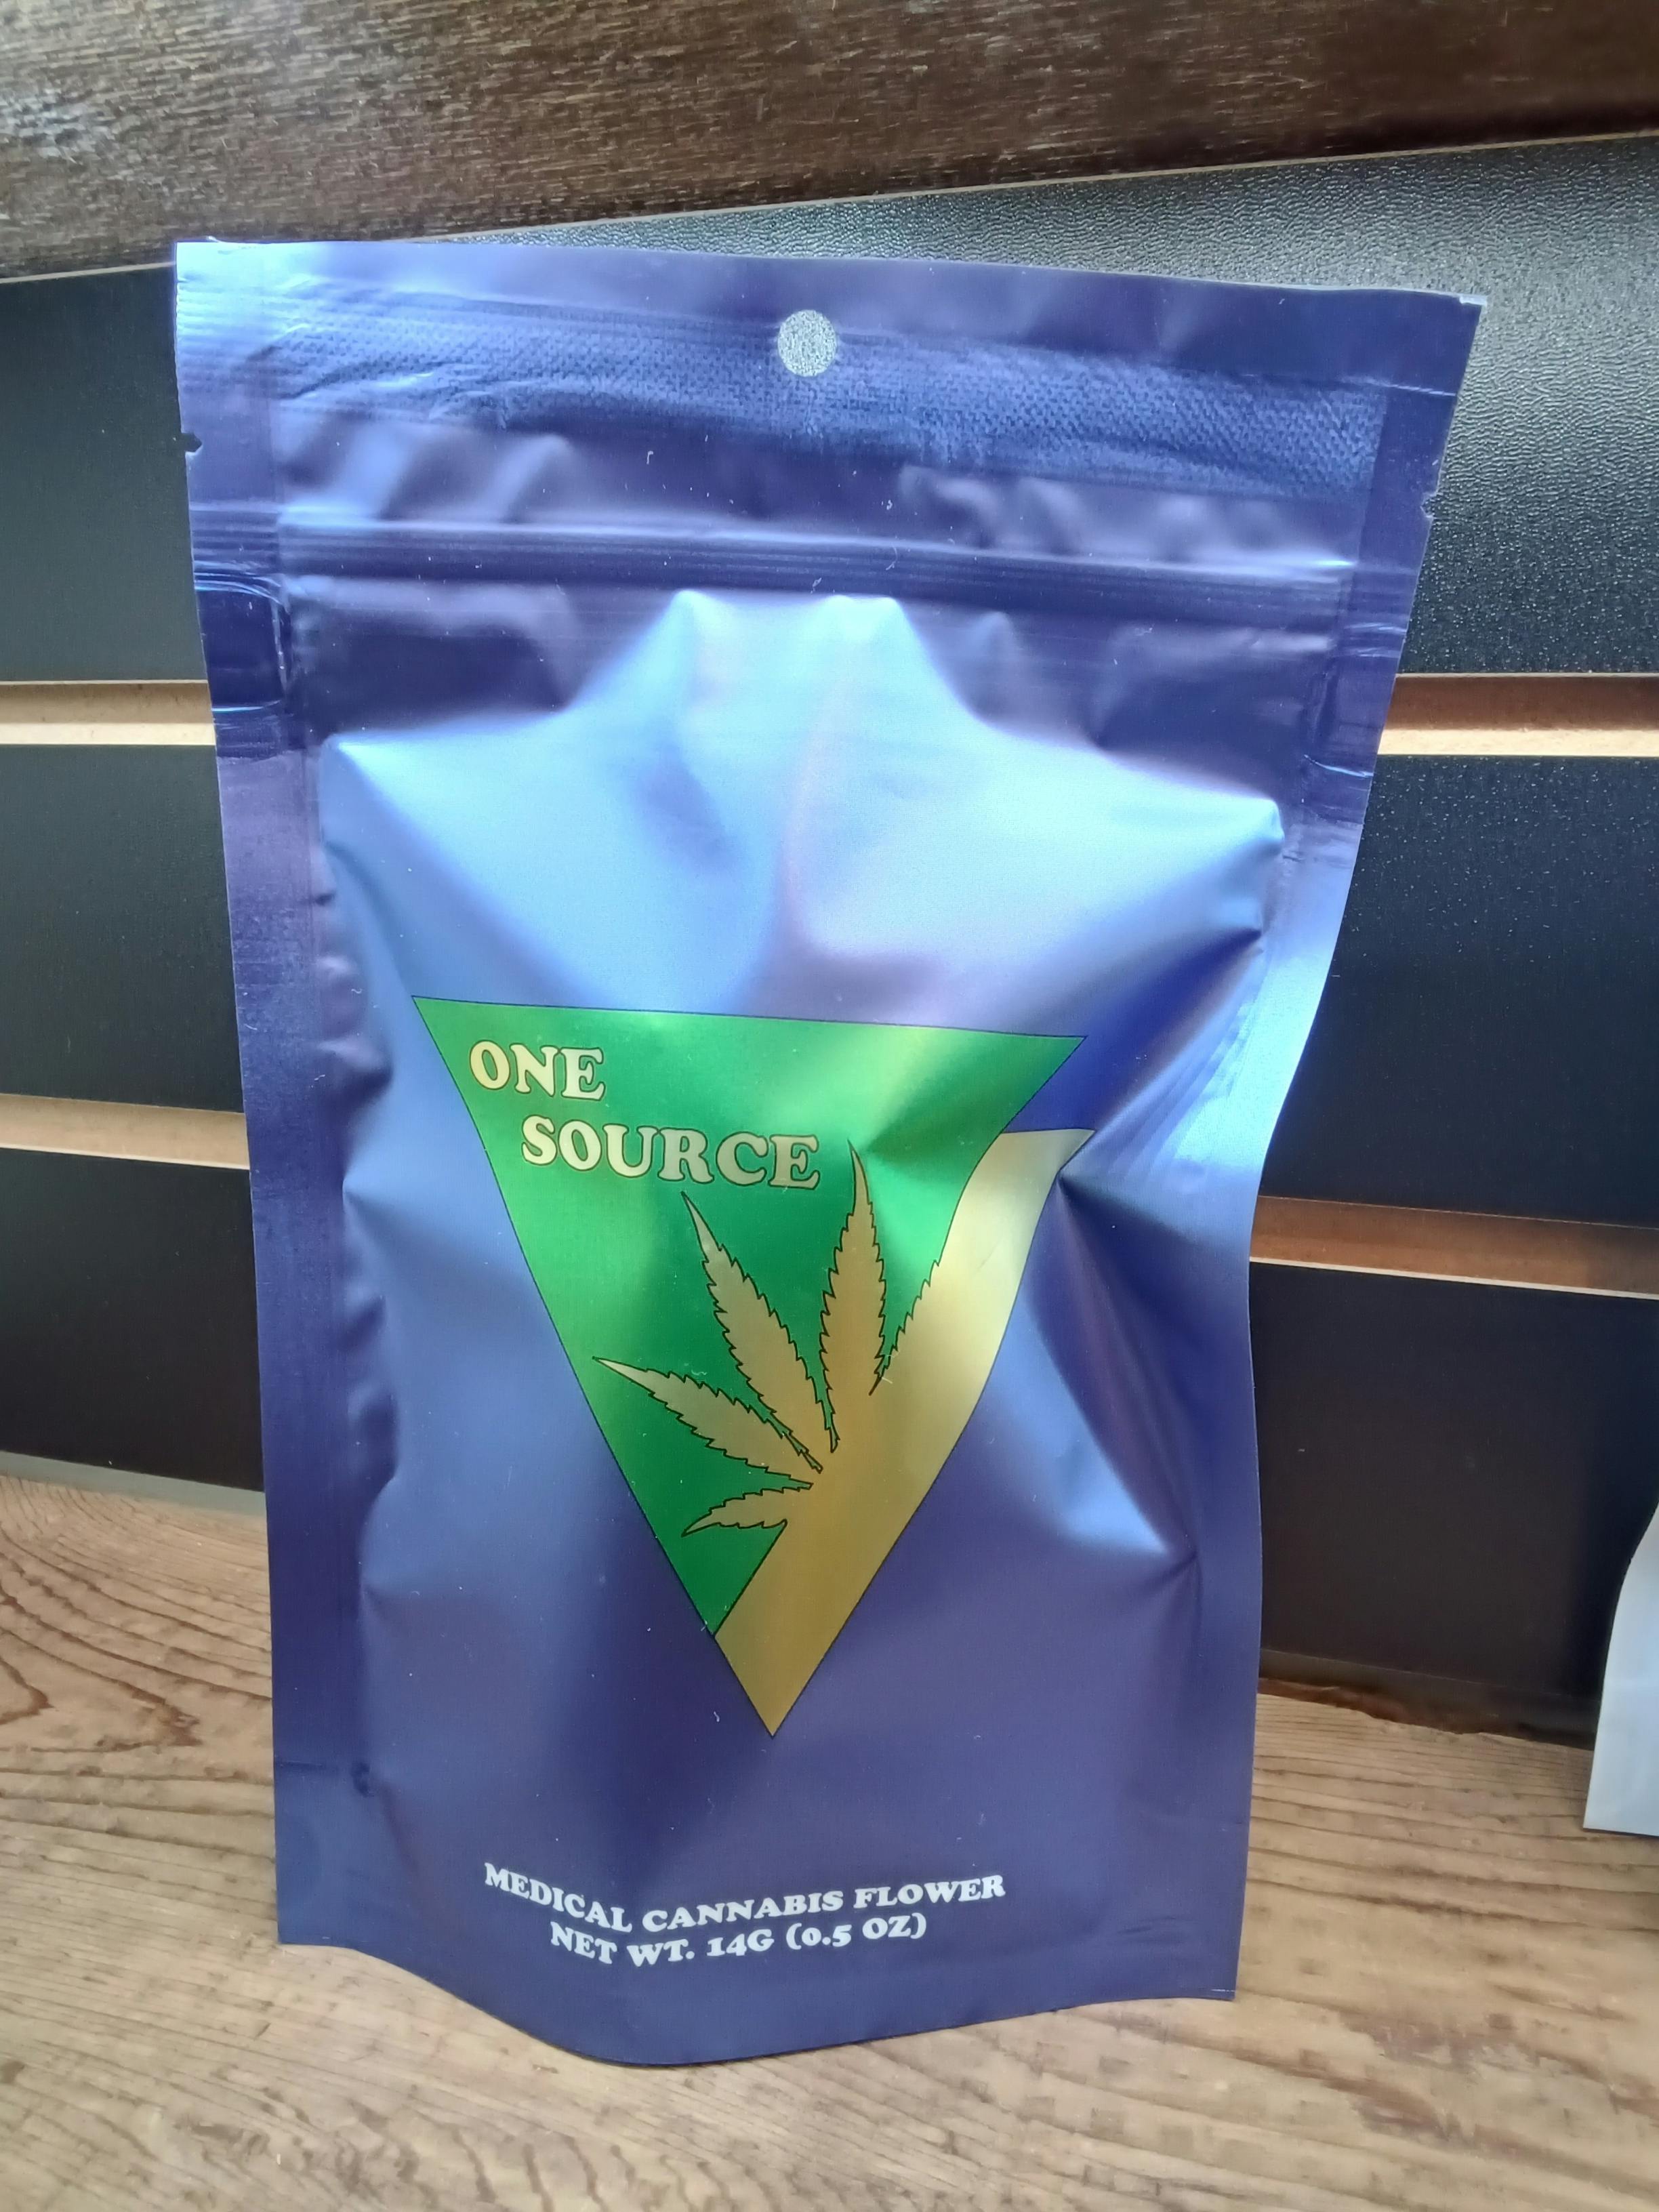 ONE
SOURCE
MEDICAL CANNABIS FLOWER
NET WT. 14G (0.5 OZ)